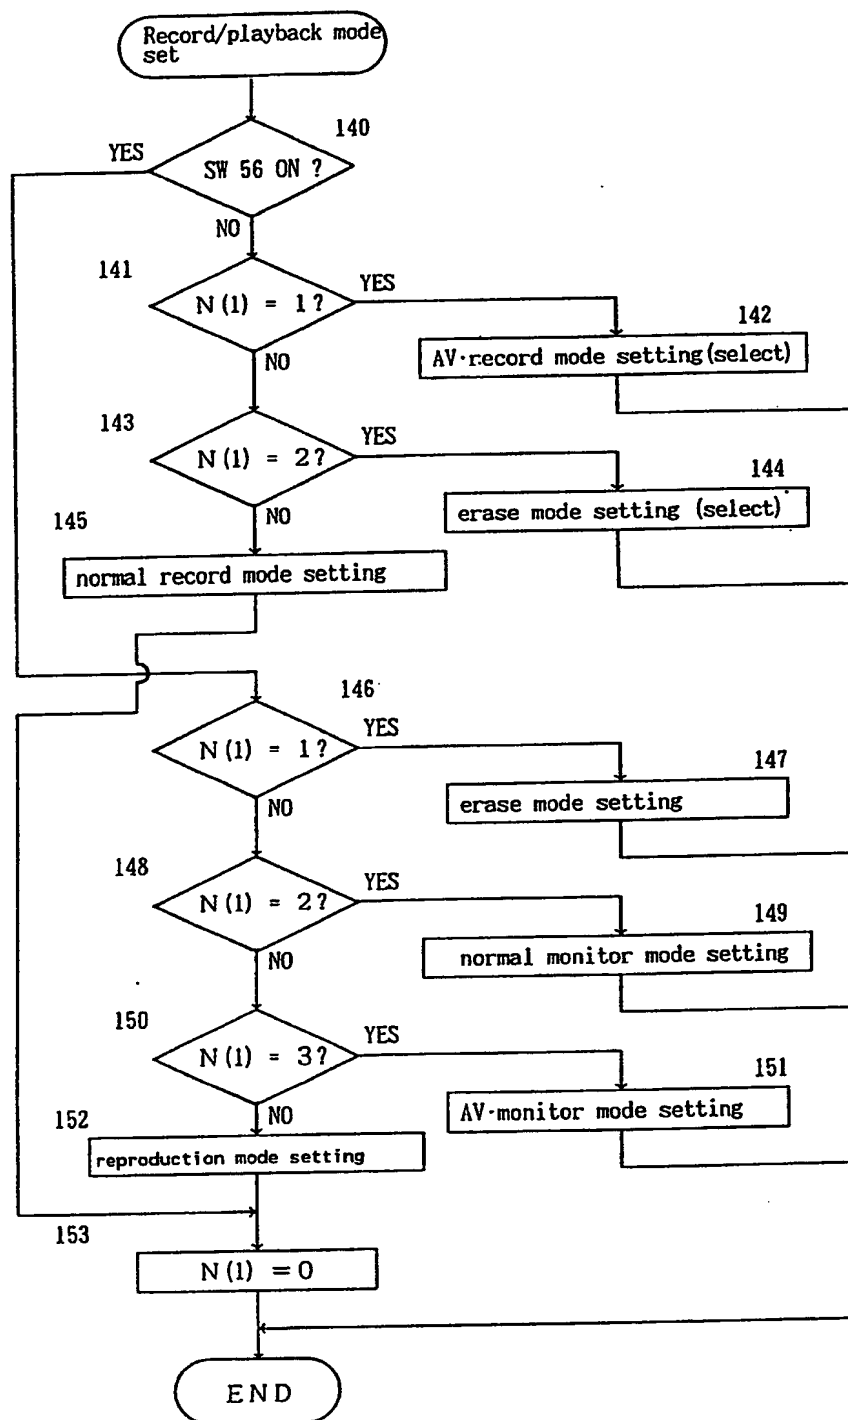 Record/playback mode
set
140
YES
SW 56 ON ?
NO
141
YES
N(1) = 1?
142
AV·record mode setting(select)
NO
143
YES
N(1) = 2?
144
erase mode setting (select)
NO
145
normal record mode setting
146
YES
N(1) = 1?
147
erase mode setting
NO
148
YES
N(1) = 2?
149
normal monitor mode setting
NO
150
YES
N(1) = 3?
151
AV·monitor mode setting
NO
152
reproduction mode setting
153
N(1) = 0
END